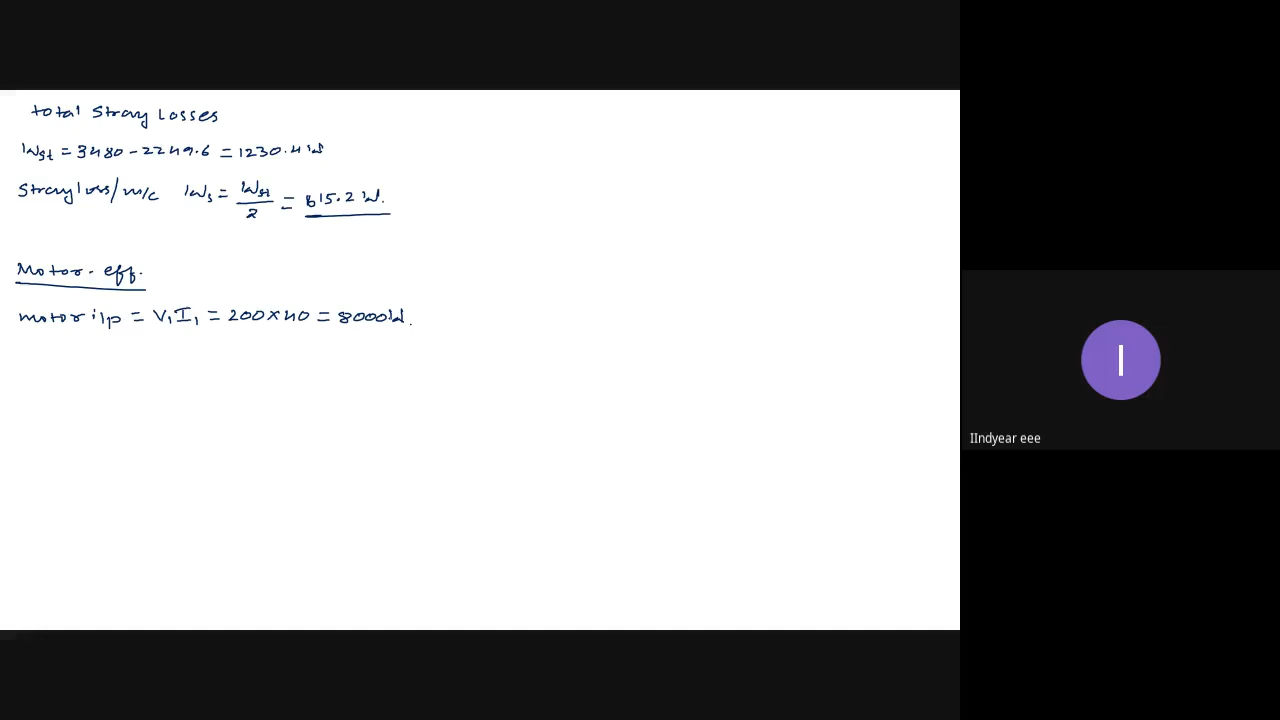 total Stray Losses
Wst = 3480 - 2249.6 = 1230.4 W
Stray loss/m/c Ws = Wst/2 = 615.2 W.
Motor. eff.
motor i/p = V₁I₁ = 200 × 40 = 8000 W.
I
IIndyear eee